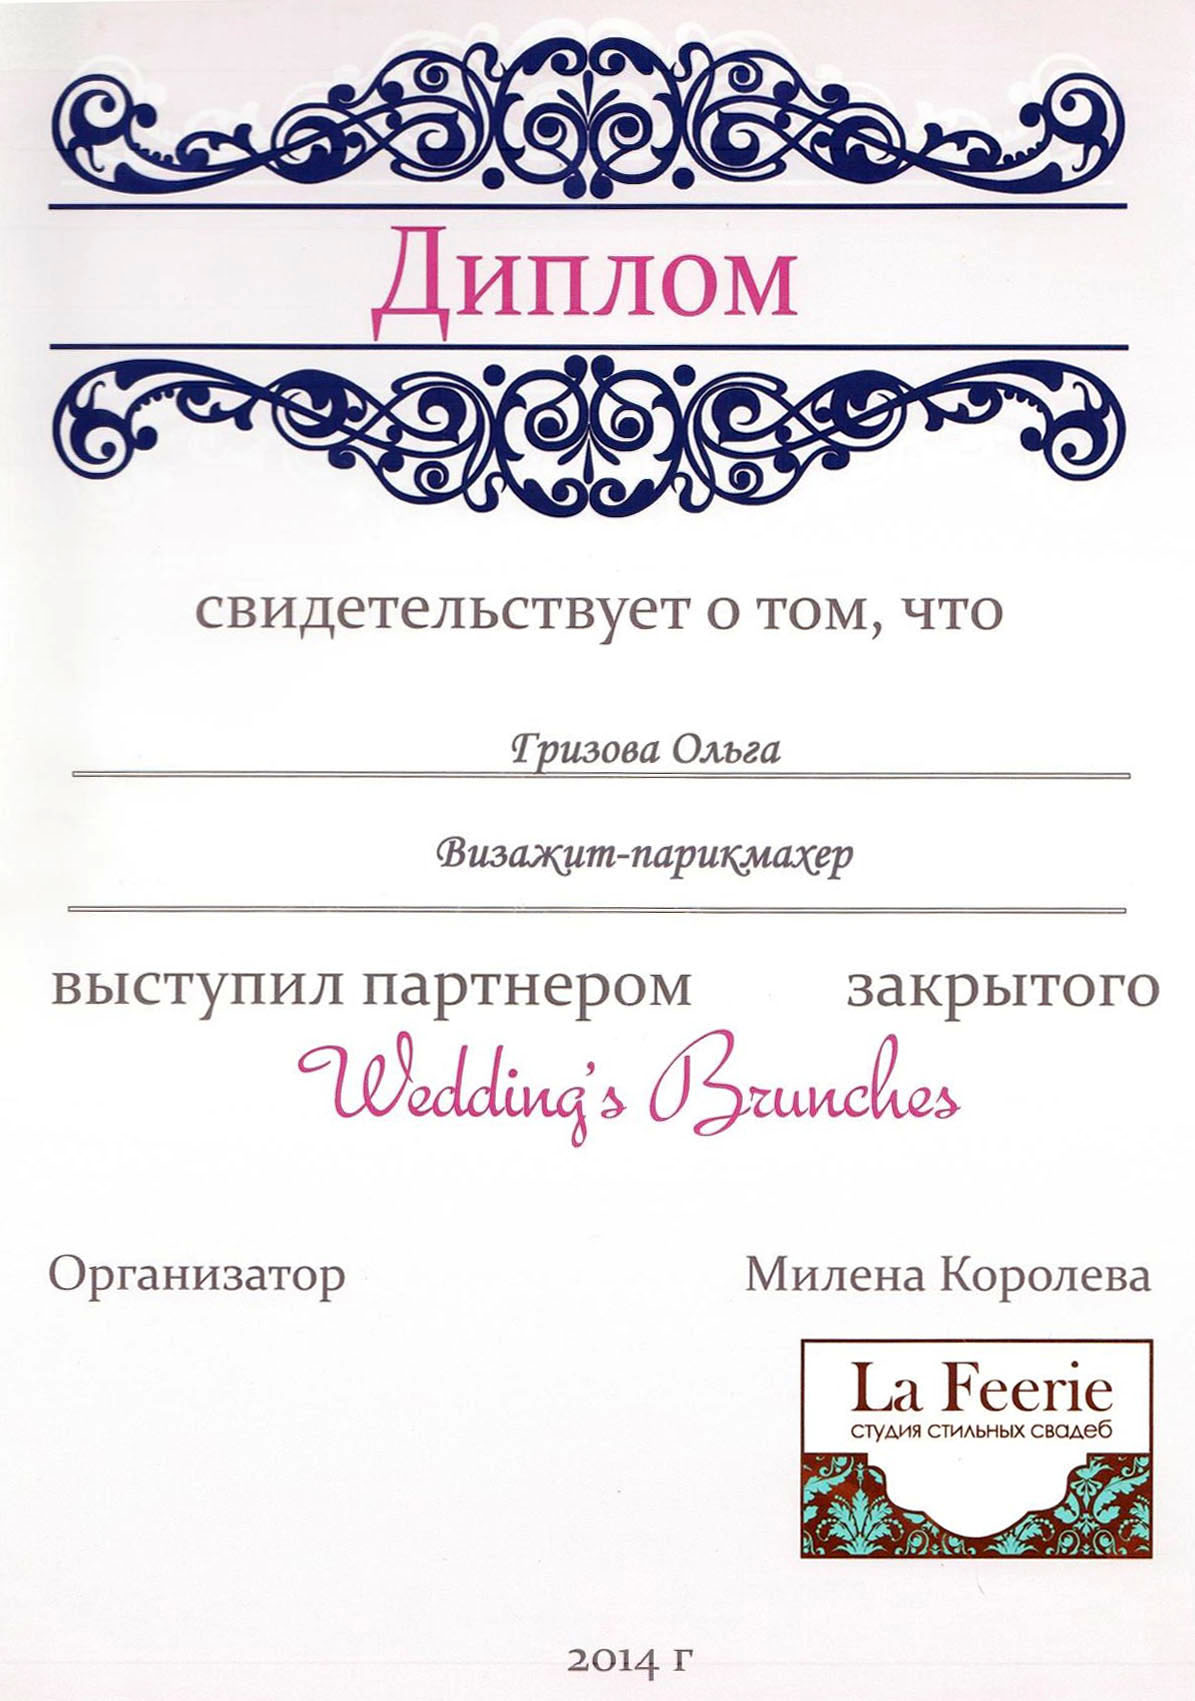 Диплом
свидетельствует о том, что
Гризова Ольга
Визажит-парикмахер
выступил партнером закрытого
Wedding's Brunches
Организатор Милена Королева
La Feerie
студия стильных свадеб
2014 г